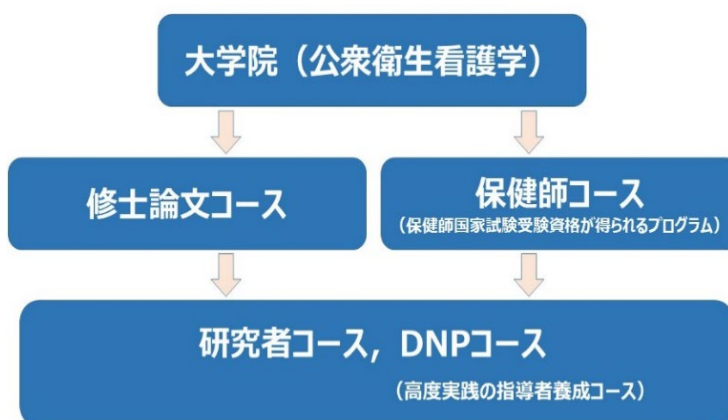 大学院（公衆衛生看護学）
修士論文コース
保健師コース
（保健師国家試験受験資格が得られるプログラム）
研究者コース，DNPコース
（高度実践の指導者養成コース）